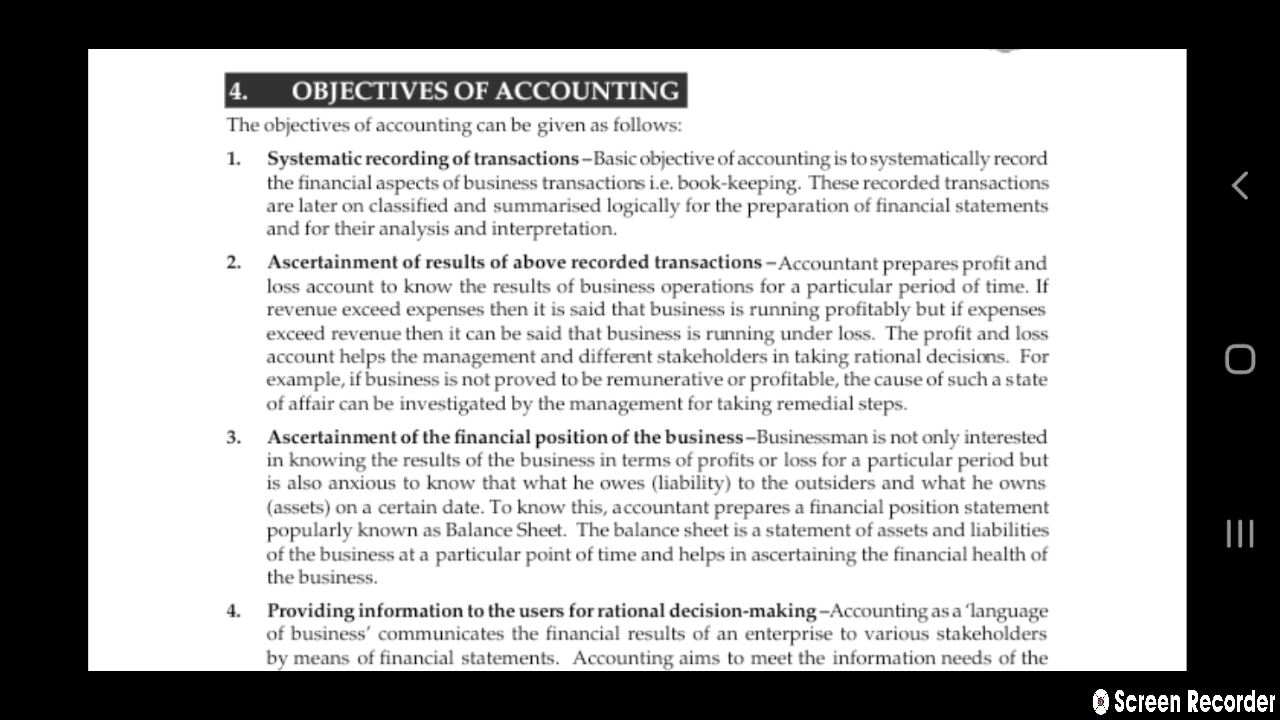 4. OBJECTIVES OF ACCOUNTING
The objectives of accounting can be given as follows:
1. Systematic recording of transactions – Basic objective of accounting is to systematically record
the financial aspects of business transactions i.e. book-keeping. These recorded transactions
are later on classified and summarised logically for the preparation of financial statements
and for their analysis and interpretation.
2. Ascertainment of results of above recorded transactions – Accountant prepares profit and
loss account to know the results of business operations for a particular period of time. If
revenue exceed expenses then it is said that business is running profitably but if expenses
exceed revenue then it can be said that business is running under loss. The profit and loss
account helps the management and different stakeholders in taking rational decisions. For
example, if business is not proved to be remunerative or profitable, the cause of such a state
of affair can be investigated by the management for taking remedial steps.
3. Ascertainment of the financial position of the business – Businessman is not only interested
in knowing the results of the business in terms of profits or loss for a particular period but
is also anxious to know that what he owes (liability) to the outsiders and what he owns
(assets) on a certain date. To know this, accountant prepares a financial position statement
popularly known as Balance Sheet. The balance sheet is a statement of assets and liabilities
of the business at a particular point of time and helps in ascertaining the financial health of
the business.
4. Providing information to the users for rational decision-making – Accounting as a 'language
of business' communicates the financial results of an enterprise to various stakeholders
by means of financial statements. Accounting aims to meet the information needs of the
Screen Recorder